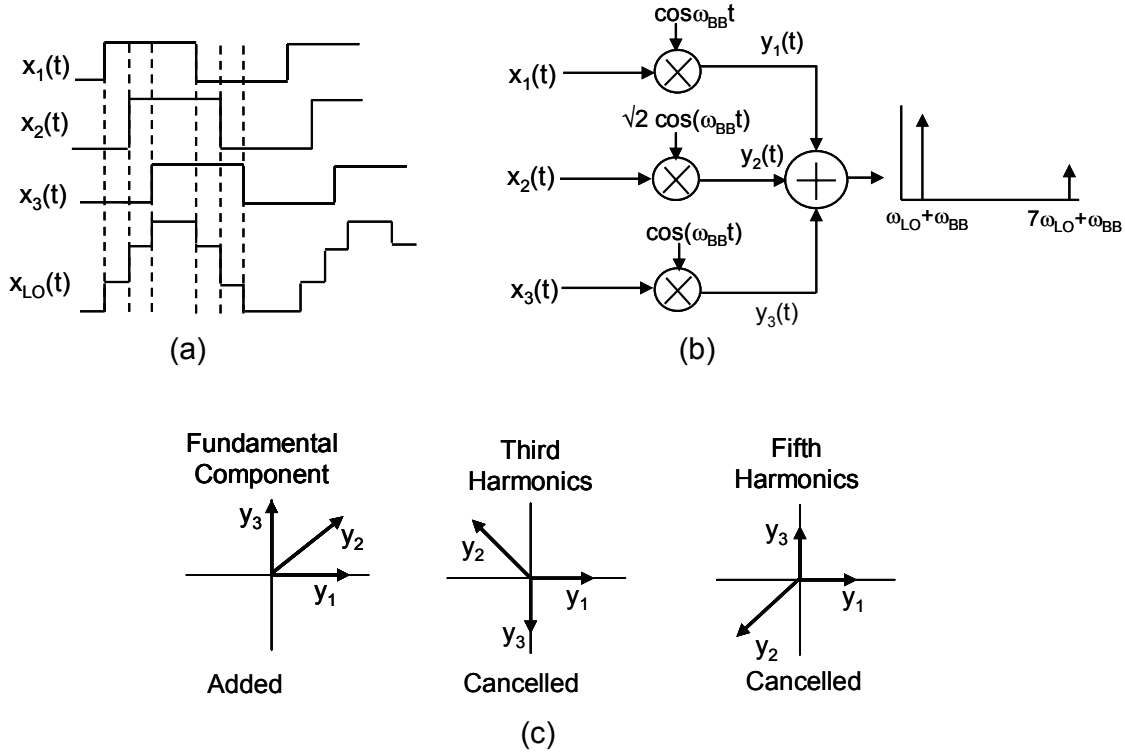 x1(t)
x2(t)
x3(t)
xLO(t)
(a)
cosωBBt
x1(t)
y1(t)
√2 cos(ωBBt)
x2(t)
y2(t)
cos(ωBBt)
x3(t)
y3(t)
ωLO+ωBB
7ωLO+ωBB
(b)
Fundamental
Component
y3
y2
y1
Added
Third
Harmonics
y2
y1
y3
Cancelled
Fifth
Harmonics
y3
y1
y2
Cancelled
(c)